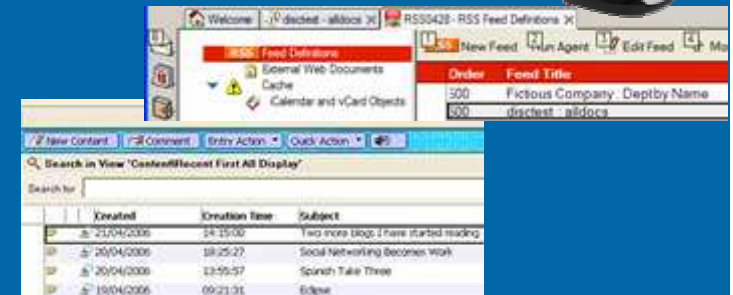 Welcome disctest - alldocs RSS0428 - RSS Feed Definitions
RSS Feed Definitions
External Web Documents
Cache
iCalendar and vCard Objects
RSS New Feed Run Agent Edit Feed Mo
Order Feed Title
500 Fictious Company : Deptby Name
500 disctest : alldocs
New Content Comment Entry Action Quick Action
Search in View 'Content\Recent First All Display'
Search for
Created Creation Time Subject
21/04/2006 14:15:00 Two more blogs I have started reading
20/04/2006 18:25:27 Social Networking Becomes Work
20/04/2006 13:55:57 Spanish Take Three
19/04/2006 09:21:31 Eclipse